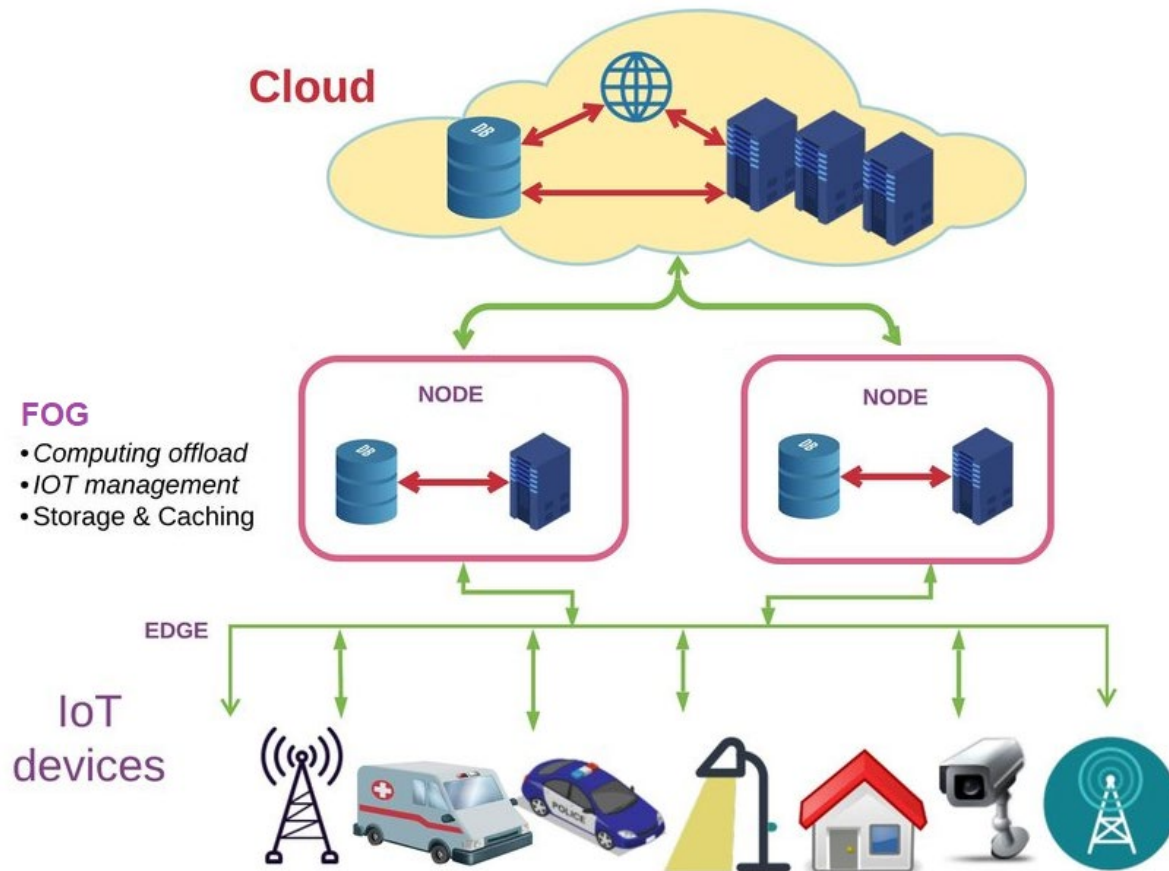 Cloud
DB
NODE
NODE
FOG
• Computing offload
• IOT management
• Storage & Caching
DB
DB
EDGE
IoT
devices
POLICE